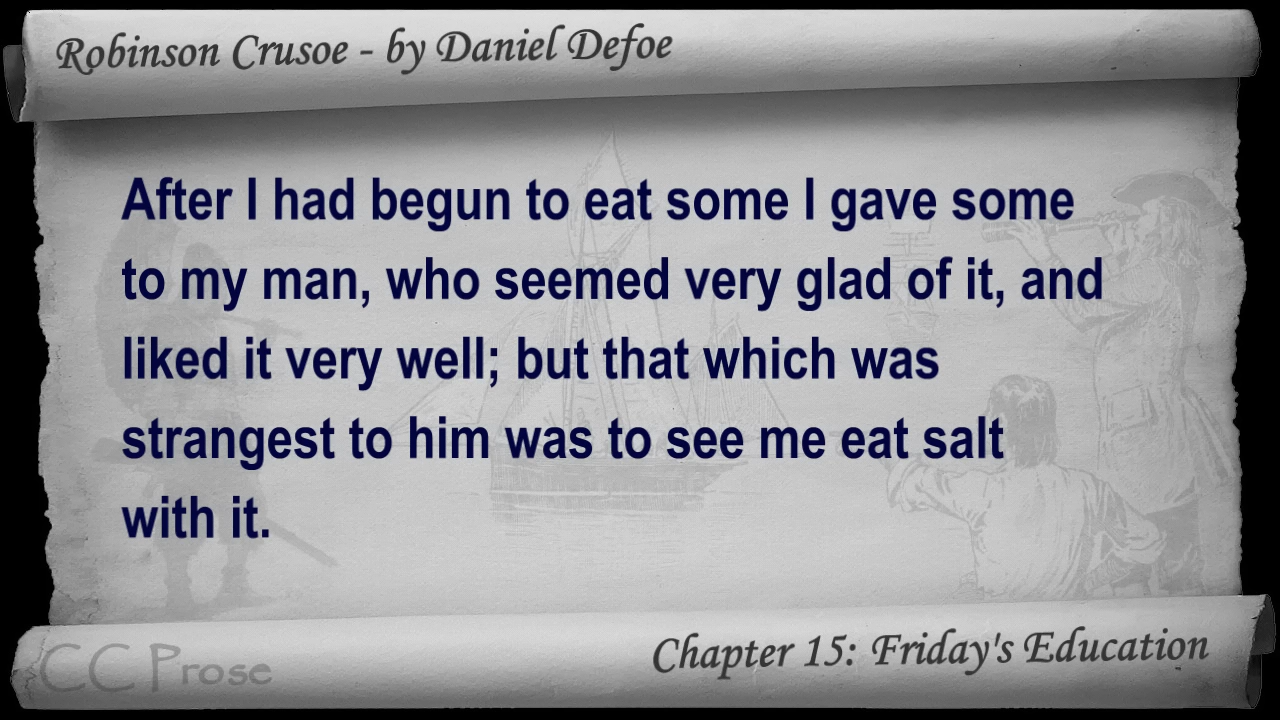 Robinson Crusoe - by Daniel Defoe
After I had begun to eat some I gave some
to my man, who seemed very glad of it, and
liked it very well; but that which was
strangest to him was to see me eat salt
with it.
CC Prose
Chapter 15: Friday's Education